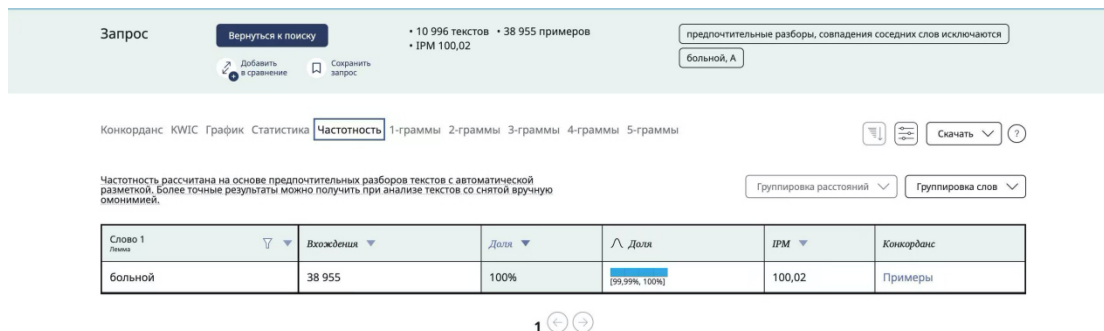 Запрос
Вернуться к поиску
• 10 996 текстов • 38 955 примеров
• IPM 100,02
предпочтительные разборы, совпадения соседних слов исключаются
больной, A
Добавить
в сравнение
Сохранить
запрос
Конкорданс KWIC График Статистика Частотность 1-граммы 2-граммы 3-граммы 4-граммы 5-граммы
Скачать
?
Частотность рассчитана на основе предпочтительных разборов текстов с автоматической
разметкой. Более точные результаты можно получить при анализе текстов со снятой вручную
омонимией.
Группировка расстояний
Группировка слов
Слово 1
Лемма
Вхождения
Доля
Доля
IPM
Конкорданс
больной
38 955
100%
[99,99%, 100%]
100,02
Примеры
1